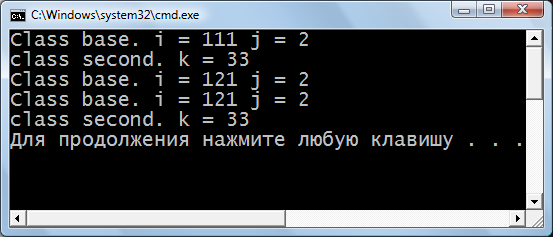 C:\Windows\system32\cmd.exe
Class base. i = 111 j = 2
Class second. k = 33
Class base. i = 121 j = 2
Class base. i = 121 j = 2
class second. k = 33
Для продолжения нажмите любую клавишу . . .